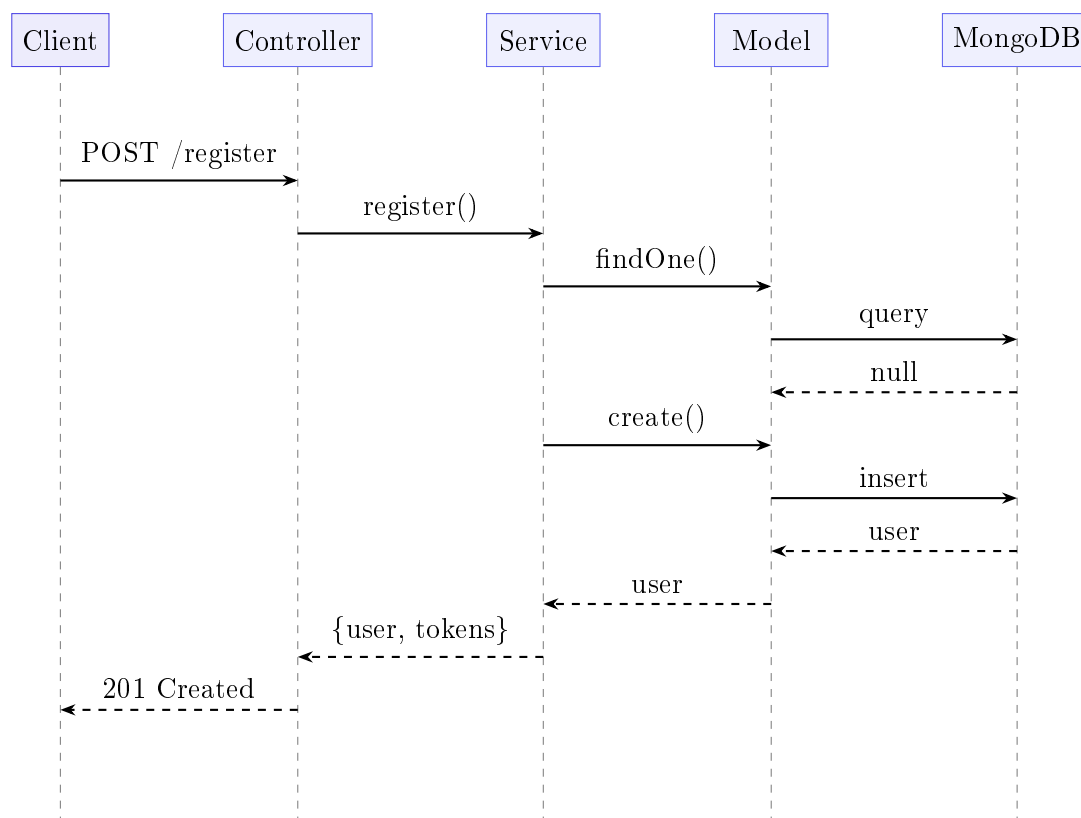 Client
Controller
Service
Model
MongoDB
POST /register
register()
findOne()
query
null
create()
insert
user
user
{user, tokens}
201 Created